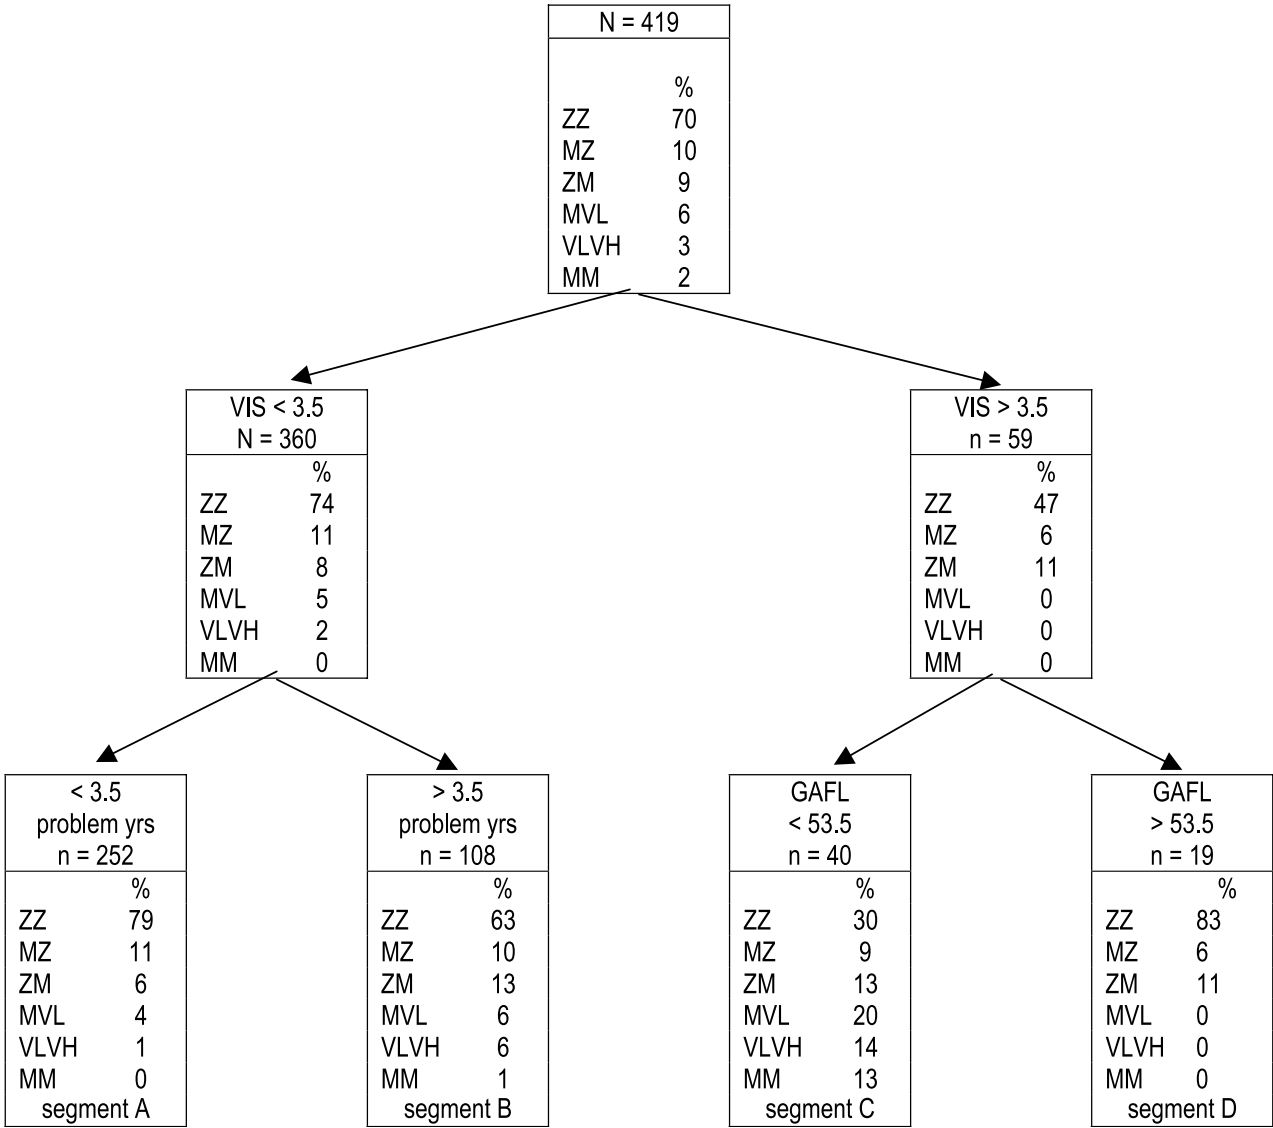 N = 419
%
ZZ 70
MZ 10
ZM 9
MVL 6
VLVH 3
MM 2
VIS < 3.5
N = 360
%
ZZ 74
MZ 11
ZM 8
MVL 5
VLVH 2
MM 0
VIS > 3.5
n = 59
%
ZZ 47
MZ 6
ZM 11
MVL 0
VLVH 0
MM 0
< 3.5
problem yrs
n = 252
%
ZZ 79
MZ 11
ZM 6
MVL 4
VLVH 1
MM 0
segment A
> 3.5
problem yrs
n = 108
%
ZZ 63
MZ 10
ZM 13
MVL 6
VLVH 6
MM 1
segment B
GAFL
< 53.5
n = 40
%
ZZ 30
MZ 9
ZM 13
MVL 20
VLVH 14
MM 13
segment C
GAFL
> 53.5
n = 19
%
ZZ 83
MZ 6
ZM 11
MVL 0
VLVH 0
MM 0
segment D